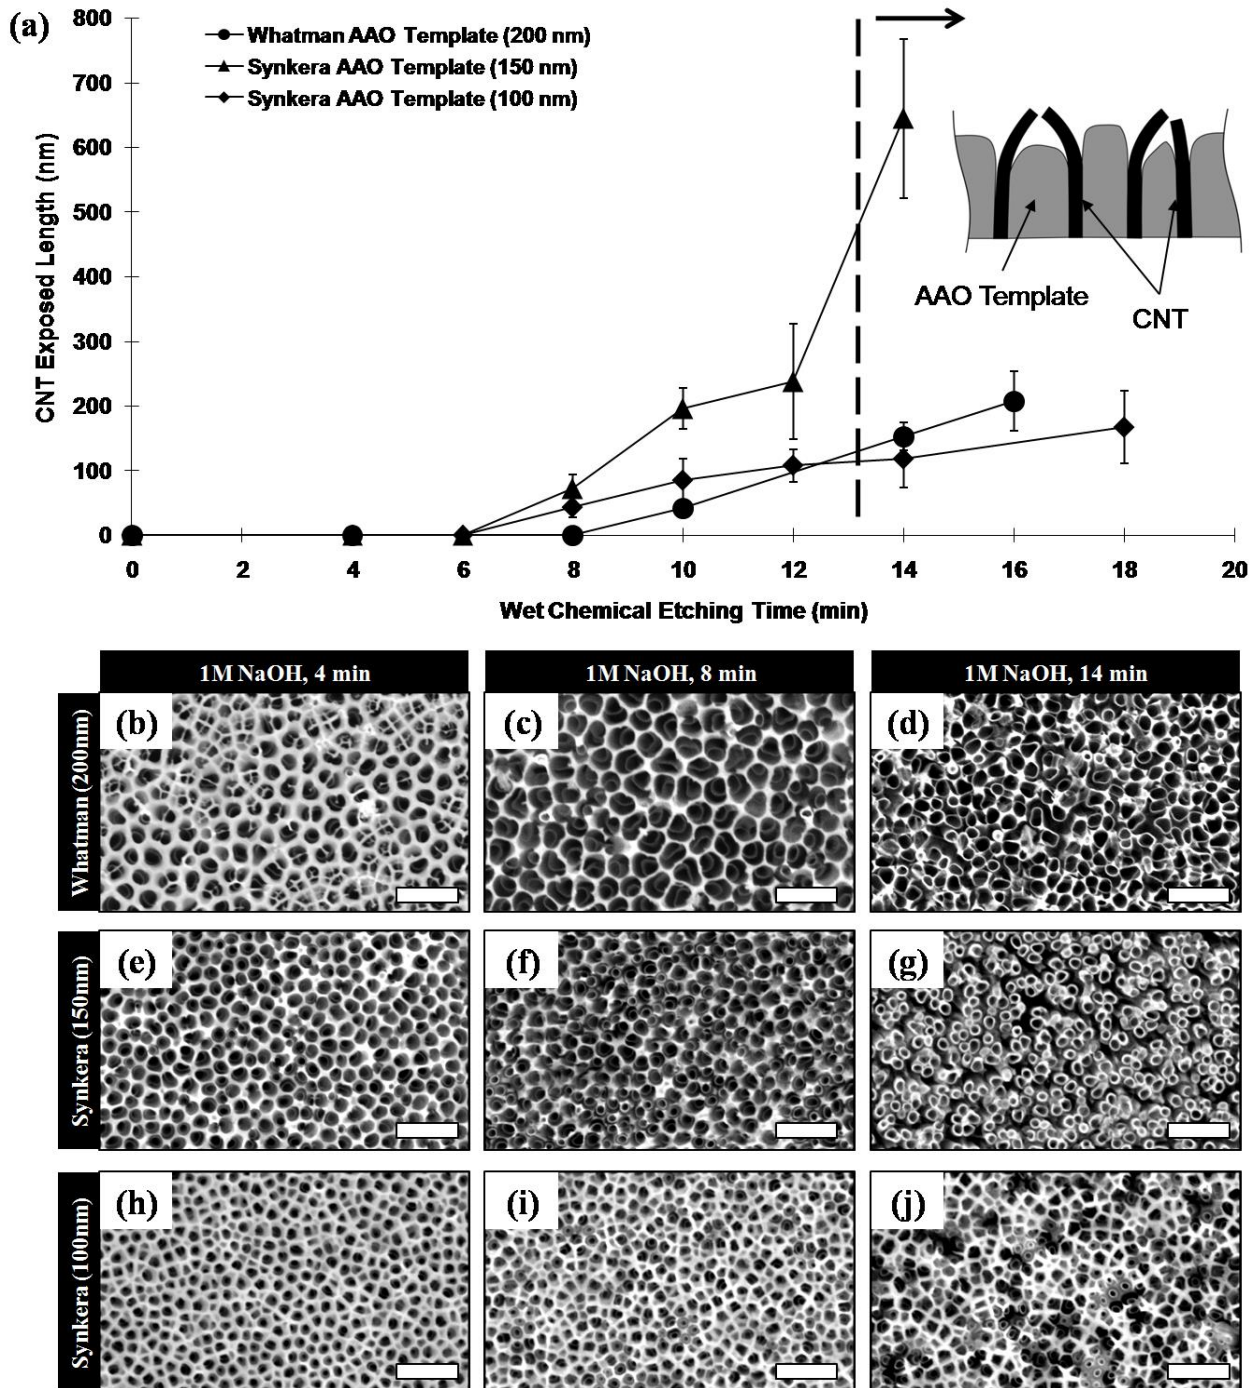 (a)
800
700
600
500
400
300
200
100
0
CNT Exposed Length (nm)
Whatman AAO Template (200 nm)
Synkera AAO Template (150 nm)
Synkera AAO Template (100 nm)
AAO Template
CNT
0 2 4 6 8 10 12 14 16 18 20
Wet Chemical Etching Time (min)
1M NaOH, 4 min
1M NaOH, 8 min
1M NaOH, 14 min
Whatman (200nm)
(b)
(c)
(d)
Synkera (150nm)
(e)
(f)
(g)
Synkera (100nm)
(h)
(i)
(j)